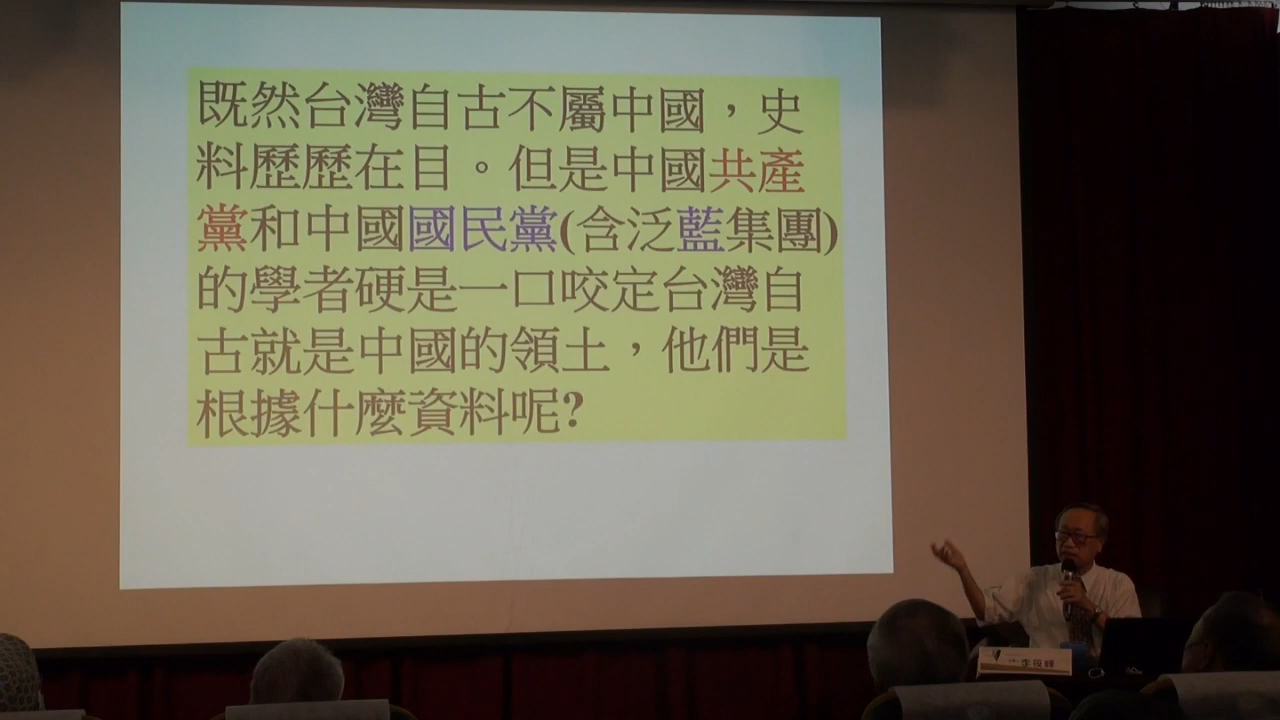 既然台灣自古不屬中國，史
料歷歷在目。但是中國共產
黨和中國國民黨(含泛藍集團)
的學者硬是一口咬定台灣自
古就是中國的領土，他們是
根據什麼資料呢?
李筱峰